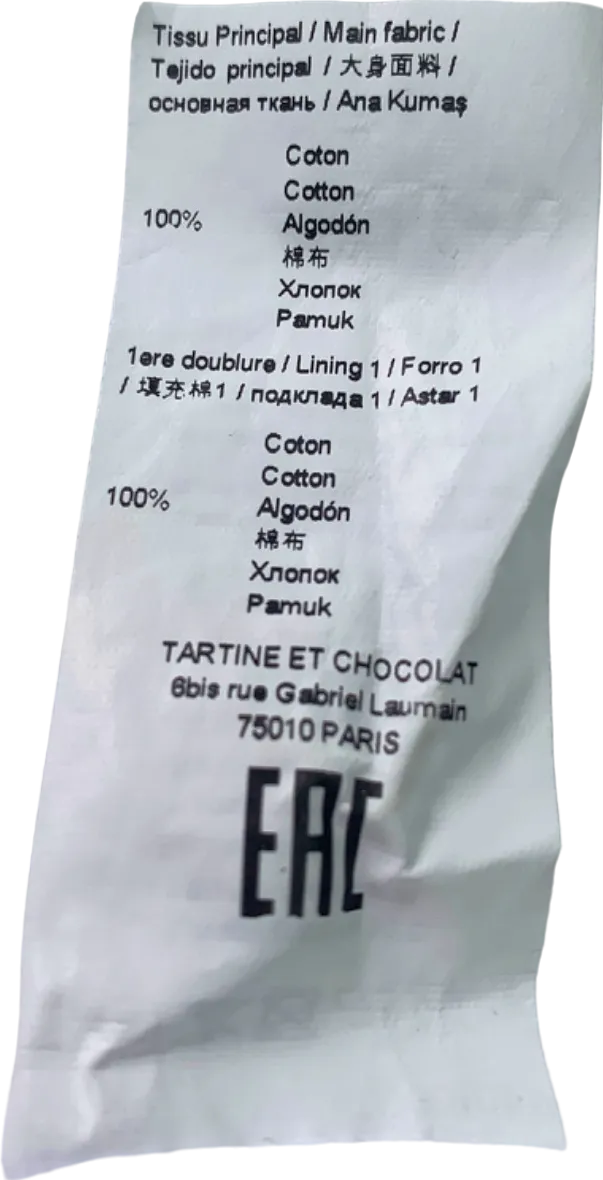 Tissu Principal / Main fabric /
Tejido principal / 大身面料 /
основная ткань / Ana Kumaş
Coton
Cotton
100% Algodón
棉布
Хлопок
Pamuk
1ere doublure / Lining 1 / Forro 1
/ 填充棉1 / подклада 1 / Astar 1
Coton
Cotton
100% Algodón
棉布
Хлопок
Pamuk
TARTINE ET CHOCOLAT
6bis rue Gabriel Laumain
75010 PARIS
EAC